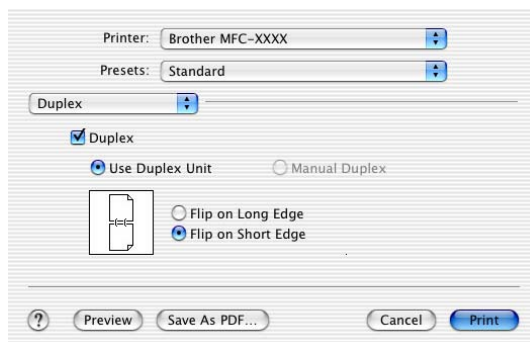 Printer: Brother MFC-XXXX
Presets: Standard
Duplex
Duplex
Use Duplex Unit Manual Duplex
Flip on Long Edge
Flip on Short Edge
? Preview Save As PDF... Cancel Print